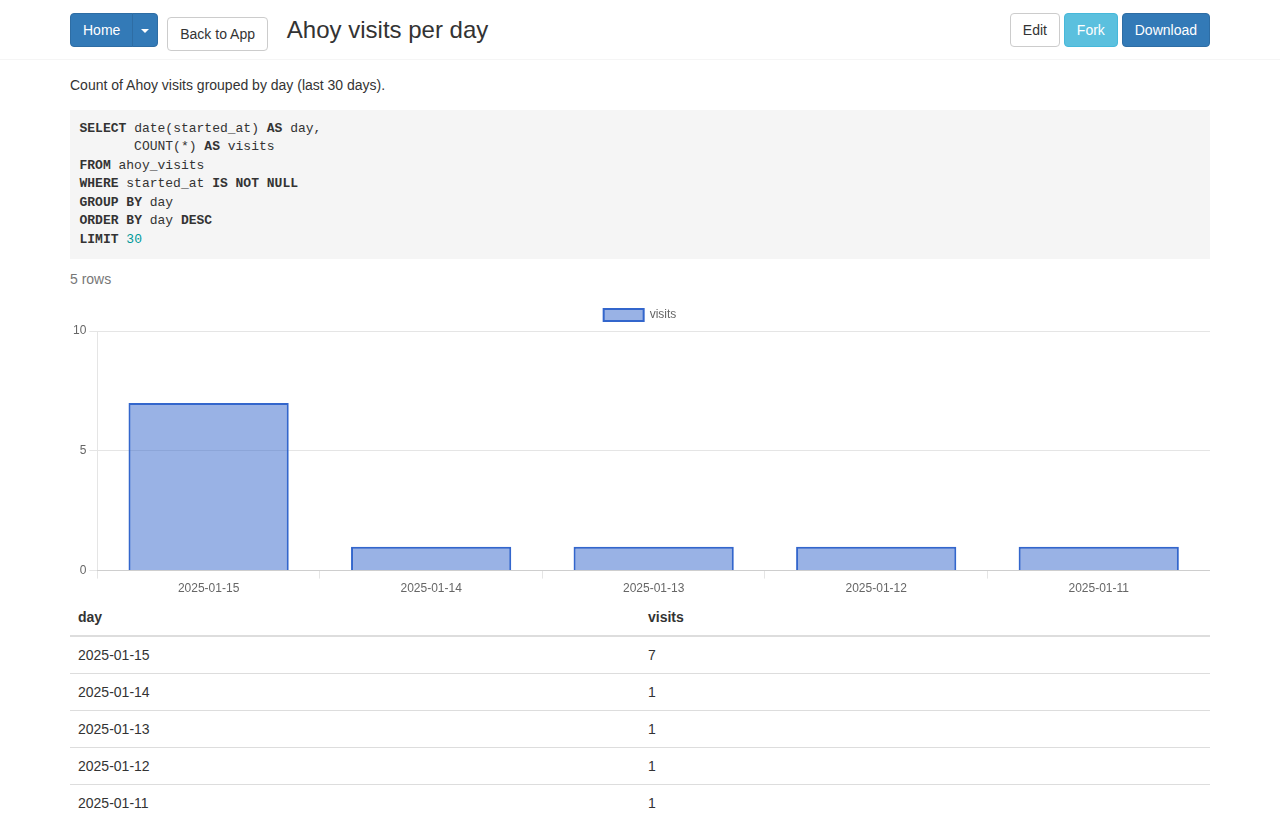 Home
Back to App
Ahoy visits per day
Edit
Fork
Download
Count of Ahoy visits grouped by day (last 30 days).
SELECT date(started_at) AS day,
       COUNT(*) AS visits
FROM ahoy_visits
WHERE started_at IS NOT NULL
GROUP BY day
ORDER BY day DESC
LIMIT 30
5 rows
visits
10
5
0
2025-01-15 2025-01-14 2025-01-13 2025-01-12 2025-01-11
day visits
2025-01-15 7
2025-01-14 1
2025-01-13 1
2025-01-12 1
2025-01-11 1